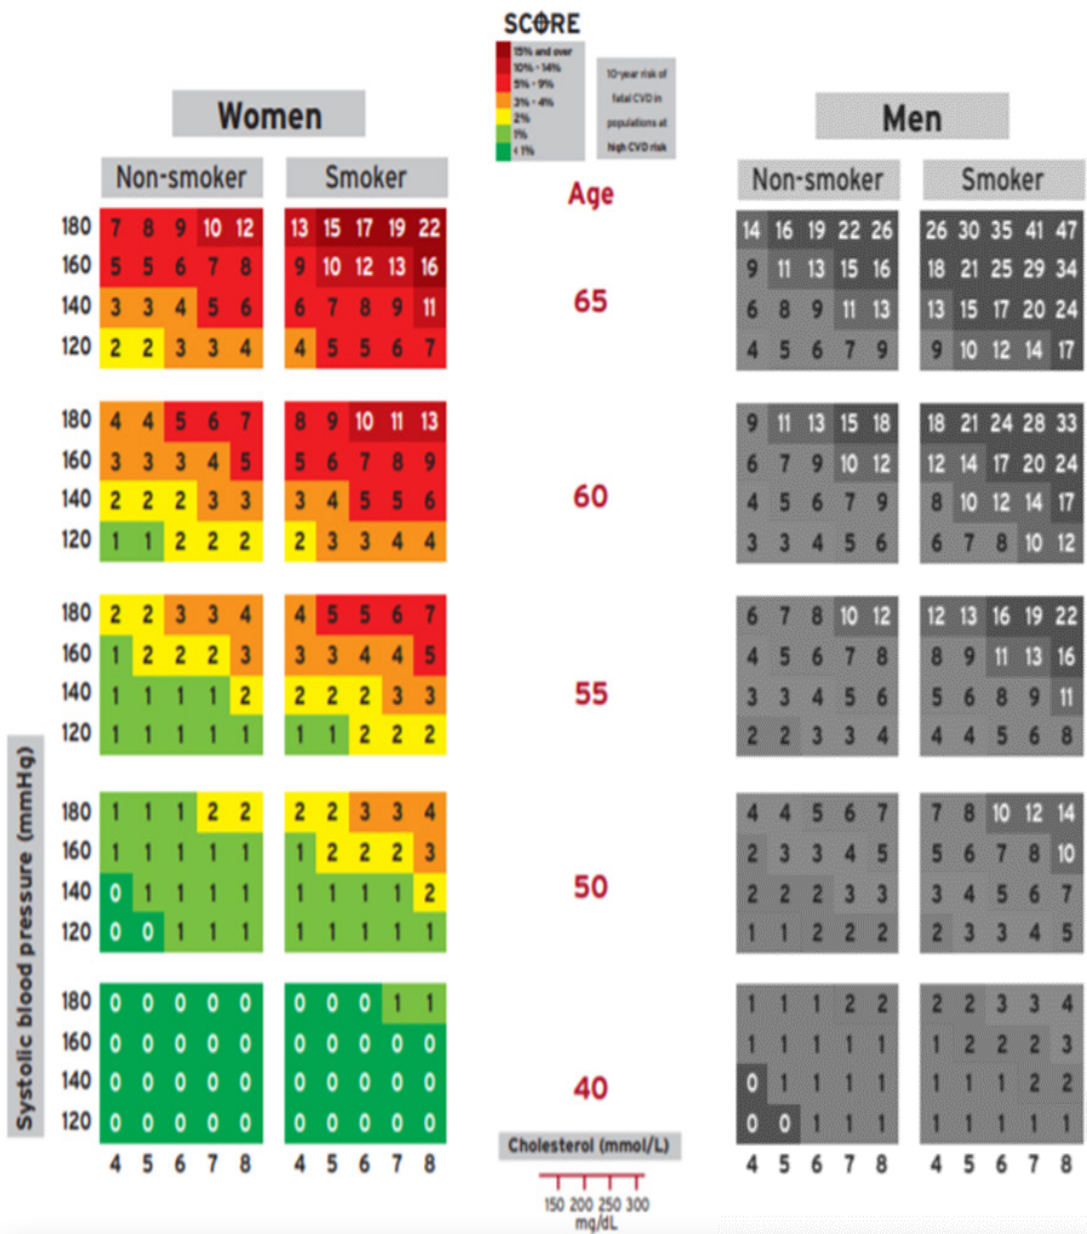 SCORE
15% and over
10% - 14%
5% - 9%
3% - 4%
2%
1%
< 1%
10-year risk of
fatal CVD in
populations at
high CVD risk
Women
Men
Non-smoker Smoker Age Non-smoker Smoker
180 7 8 9 10 12 13 15 17 19 22 14 16 19 22 26 26 30 35 41 47
160 5 5 6 7 8 9 10 12 13 16 9 11 13 15 16 18 21 25 29 34
65
140 3 3 4 5 6 6 7 8 9 11 6 8 9 11 13 13 15 17 20 24
120 2 2 3 3 4 4 5 5 6 7 4 5 6 7 9 9 10 12 14 17
180 4 4 5 6 7 8 9 10 11 13 9 11 13 15 18 18 21 24 28 33
160 3 3 3 4 5 5 6 7 8 9 6 7 9 10 12 12 14 17 20 24
60
140 2 2 2 3 3 3 4 5 5 6 4 5 6 7 9 8 10 12 14 17
120 1 1 2 2 2 2 3 3 4 4 3 3 4 5 6 6 7 8 10 12
180 2 2 3 3 4 4 5 5 6 7 6 7 8 10 12 12 13 16 19 22
160 1 2 2 2 3 3 3 4 4 5 4 5 6 7 8 8 9 11 13 16
55
140 1 1 1 1 2 2 2 2 3 3 3 3 4 5 6 5 6 8 9 11
120 1 1 1 1 1 1 1 2 2 2 2 2 3 3 4 4 4 5 6 8
180 1 1 1 2 2 2 2 3 3 4 4 4 5 6 7 7 8 10 12 14
160 1 1 1 1 1 1 2 2 2 3 2 3 3 4 5 5 6 7 8 10
50
140 0 1 1 1 1 1 1 1 1 2 2 2 2 3 3 3 4 5 6 7
120 0 0 1 1 1 1 1 1 1 1 1 1 2 2 2 2 3 3 4 5
180 0 0 0 0 0 0 0 0 1 1 1 1 1 2 2 2 2 3 3 4
160 0 0 0 0 0 0 0 0 0 0 1 1 1 1 1 1 2 2 2 3
140 0 0 0 0 0 0 0 0 0 0 0 1 1 1 1 1 1 1 2 2
40
120 0 0 0 0 0 0 0 0 0 0 0 0 1 1 1 1 1 1 1 1
4 5 6 7 8 4 5 6 7 8 4 5 6 7 8 4 5 6 7 8
Systolic blood pressure (mmHg)
Cholesterol (mmol/L)
150 200 250 300
mg/dL